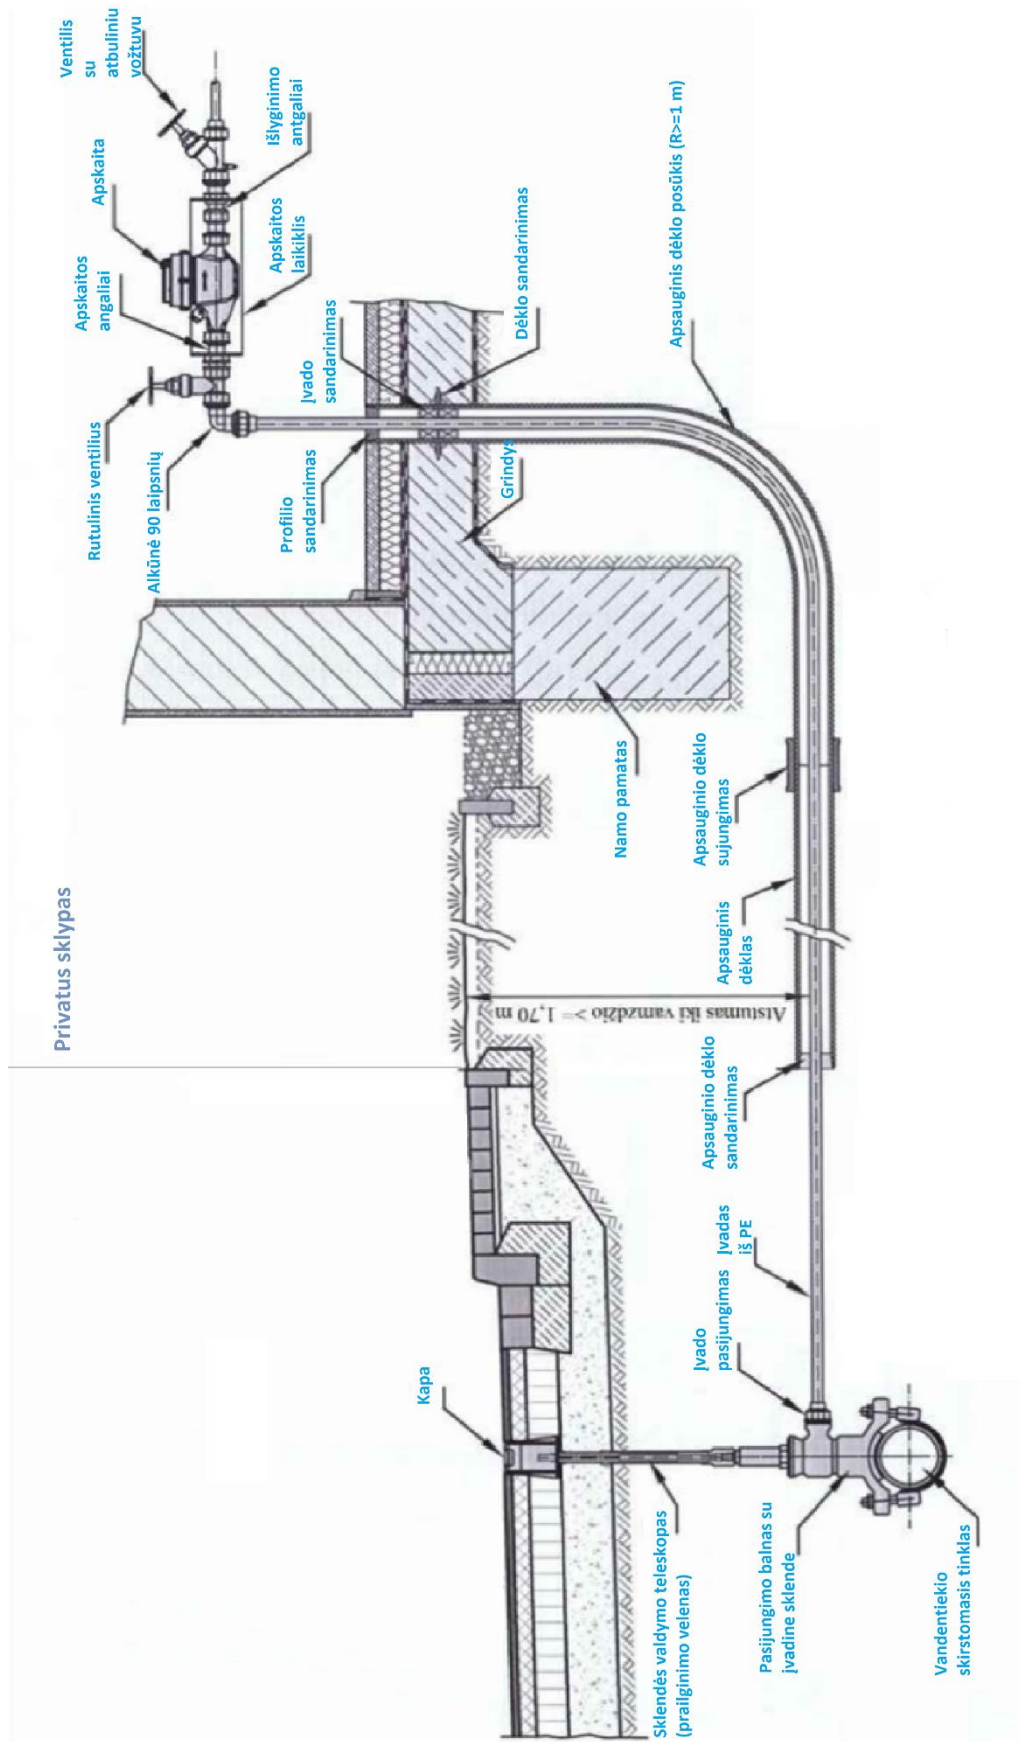 Privatus sklypas
Ventilis
su
atbuliniu
vožtuvu
Išlyginimo
antgaliai
Apskaita
Apskaitos
laikiklis
Apskaitos
angaliai
Rutulinis ventilius
Alkūnė 90 laipsnių
Įvado
sandarinimas
Profilio
sandarinimas
Dėklo sandarinimas
Grindys
Apsauginis dėklo posūkis (R>=1 m)
Namo pamatas
Apsauginio dėklo
sujungimas
Apsauginis
dėklas
Atstumas iki vamzdžio >= 1,70 m
Apsauginio dėklo
sandarinimas
Įvadas
iš PE
Įvado
pasijungimas
Kapa
Sklendės valdymo teleskopas
(prailginimo velenas)
Pasijungimo balnas su
įvadine sklende
Vandentiekio
skirstomasis tinklas